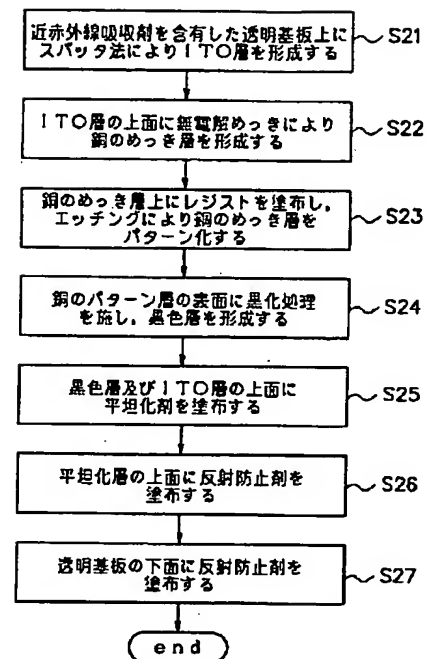 近赤外線吸収剤を含有した透明基板上に
スパッタ法によりITO層を形成する
S21
ITO層の上面に無電解めっきにより
銅のめっき層を形成する
S22
銅のめっき層上にレジストを塗布し，
エッチングにより銅のめっき層を
パターン化する
S23
銅のパターン層の表面に黒化処理
を施し，黒色層を形成する
S24
黒色層及びITO層の上面に
平坦化剤を塗布する
S25
平坦化層の上面に反射防止剤を
塗布する
S26
透明基板の下面に反射防止剤を
塗布する
S27
end